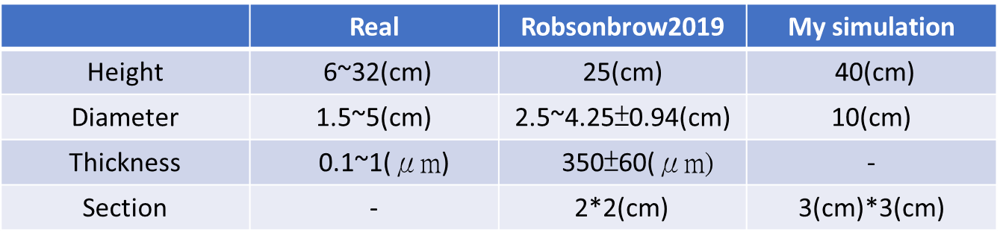 Real Robsonbrow2019 My simulation
Height 6~32(cm) 25(cm) 40(cm)
Diameter 1.5~5(cm) 2.5~4.25±0.94(cm) 10(cm)
Thickness 0.1~1(μm) 350±60(μm) -
Section - 2*2(cm) 3(cm)*3(cm)